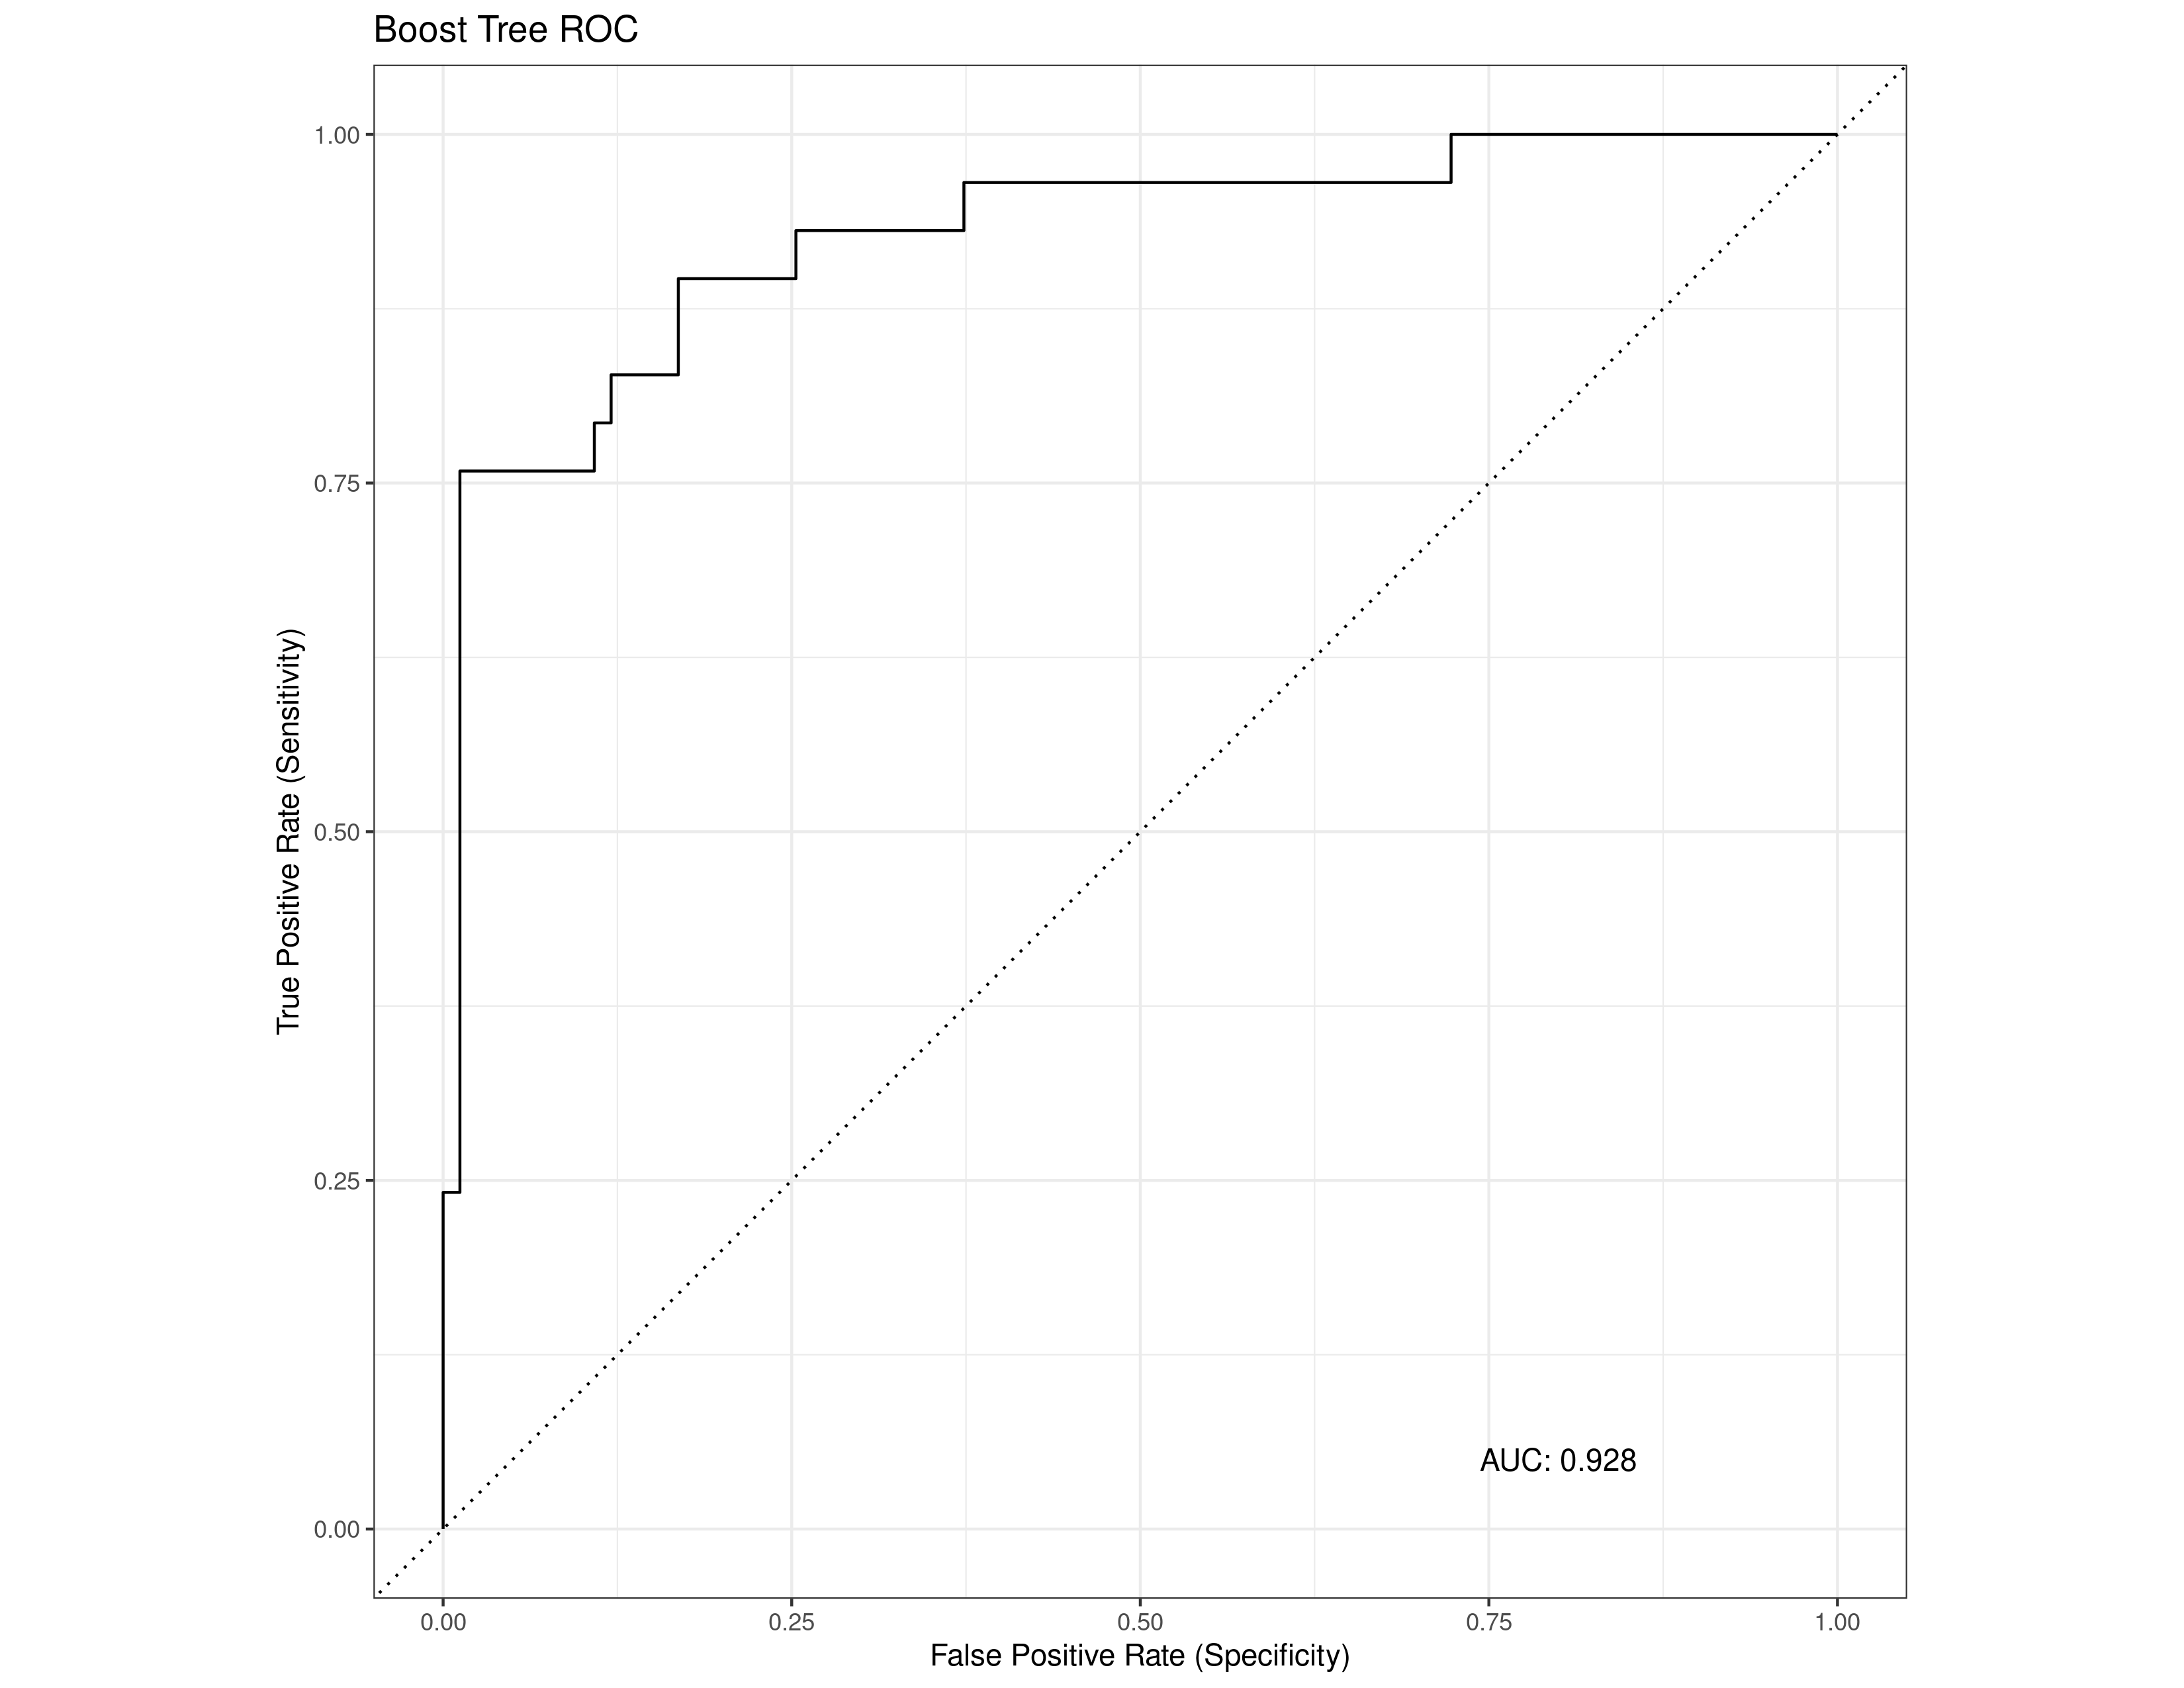 Boost Tree ROC
1.00
0.75
0.50
0.25
0.00
True Positive Rate (Sensitivity)
AUC: 0.928
0.00 0.25 0.50 0.75 1.00
False Positive Rate (Specificity)